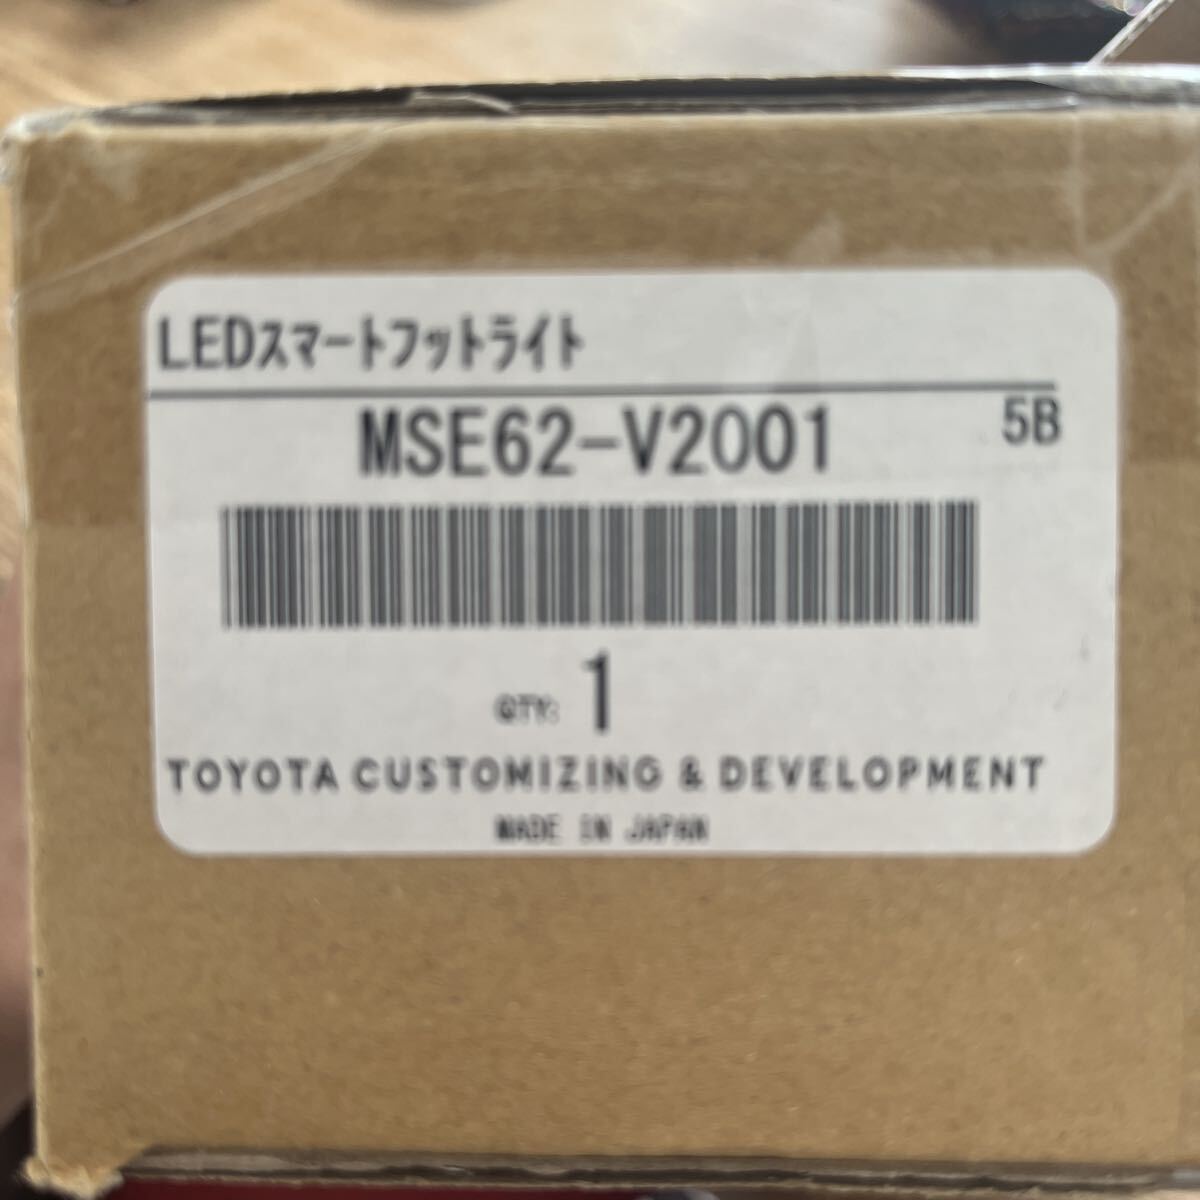 LEDスマートフットライト
MSE62-V2001
5B
QTY: 1
TOYOTA CUSTOMIZING & DEVELOPMENT
MADE IN JAPAN